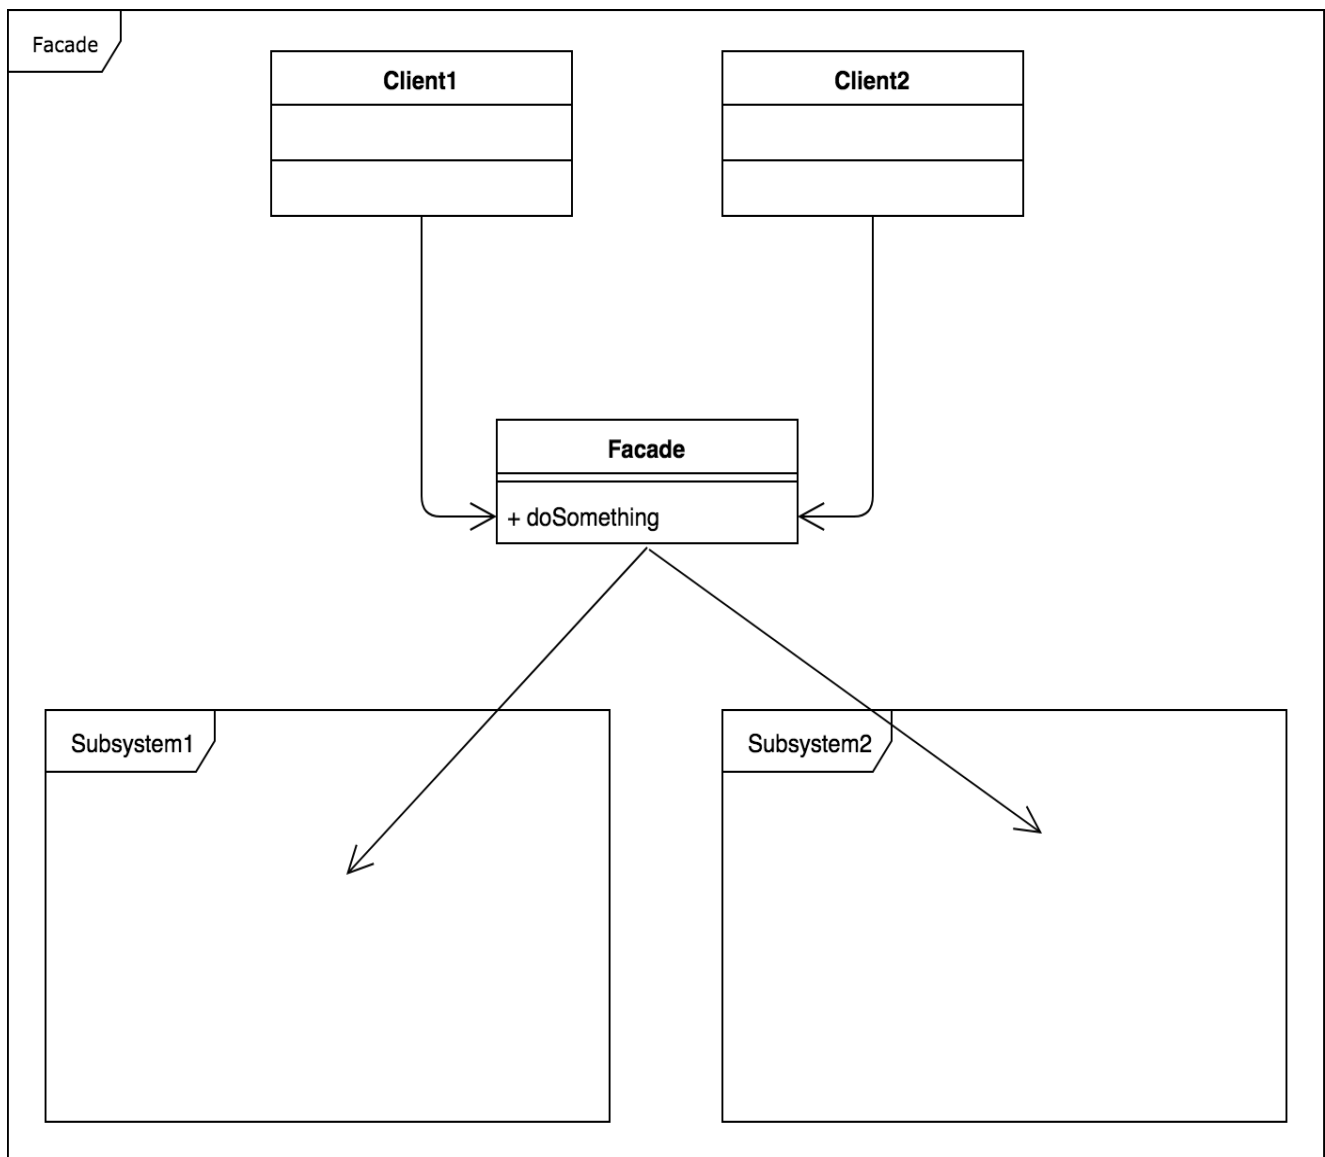 Facade
Client1
Client2
Facade
+ doSomething
Subsystem1
Subsystem2